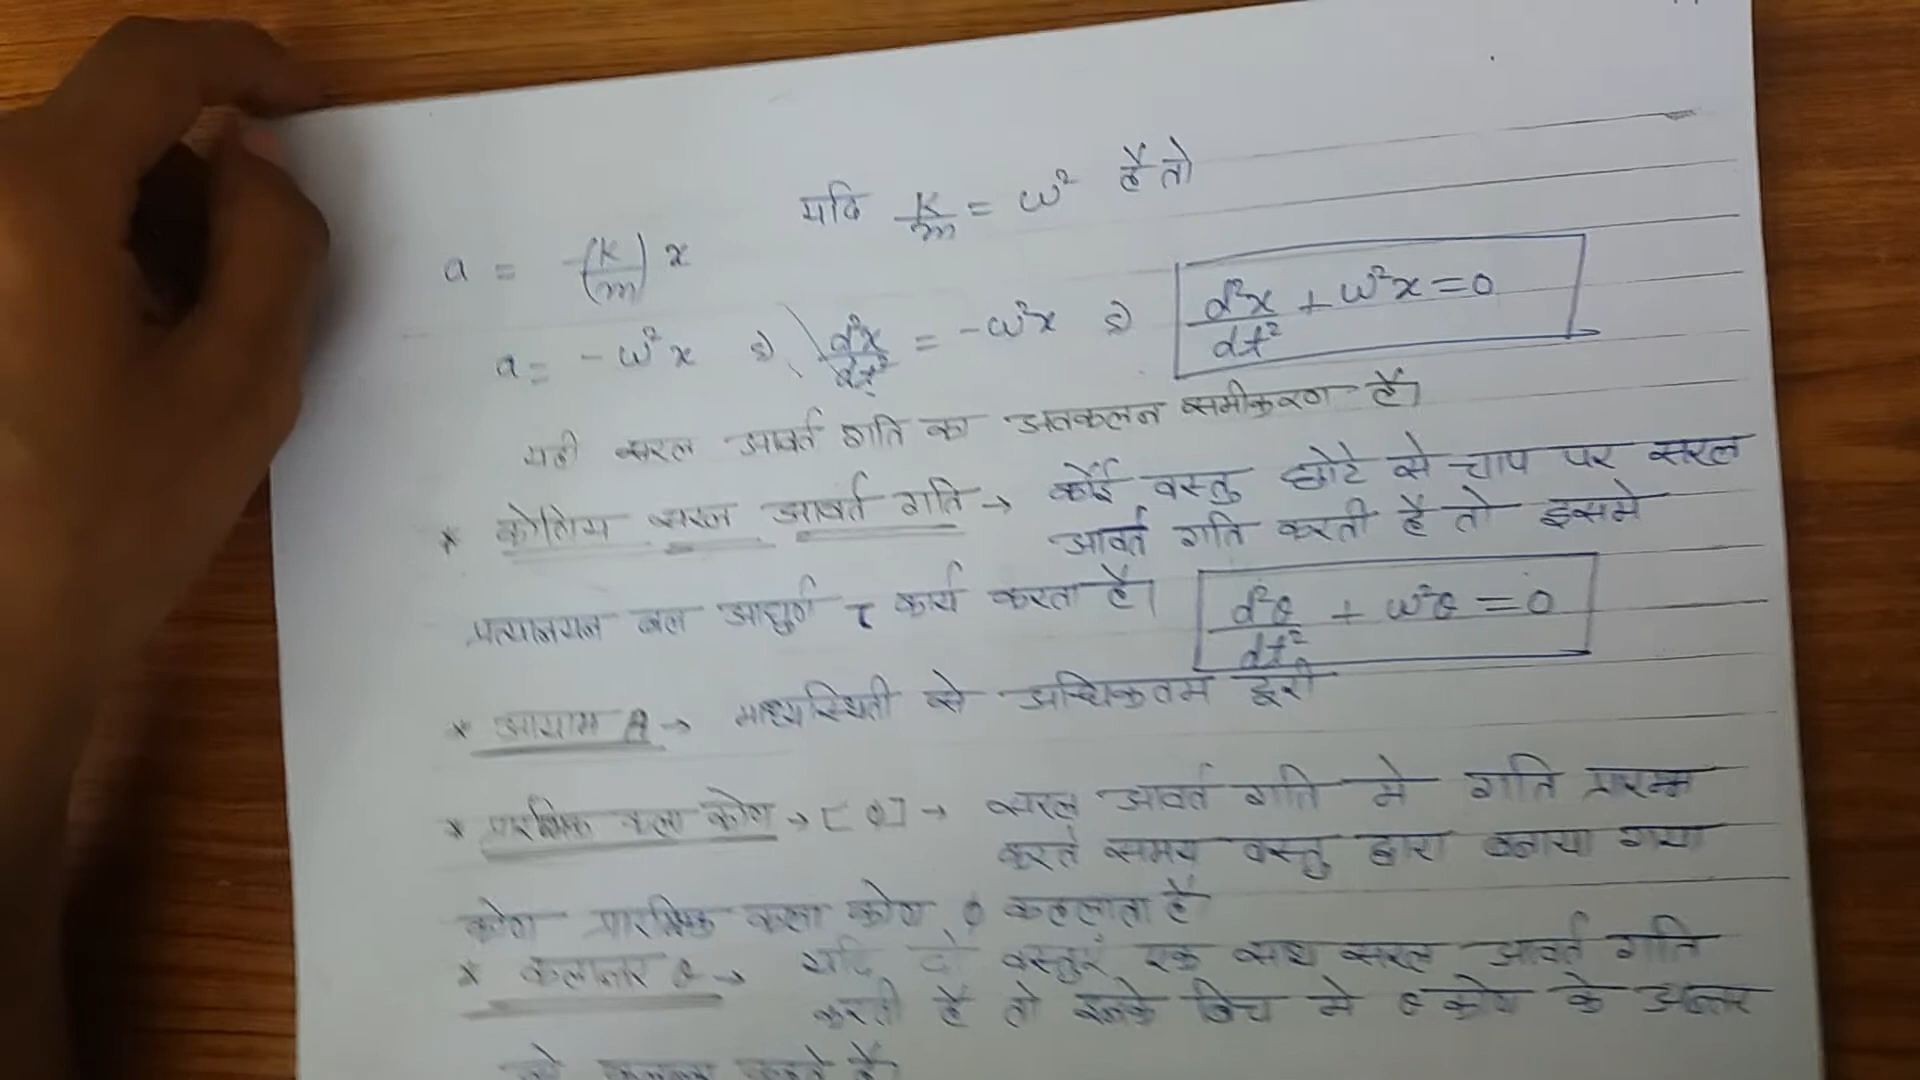 यदि k/m = ω² है तो
a = -(k/m) x
a = -ω²x ⇒ d²x/dt² = -ω²x ⇒ d²x/dt² + ω²x = 0
यही सरल आवर्त गति का अवकलन समीकरण है।
* कोणिय सरल आवर्त गति → कोई वस्तु छोटे से चाप पर सरल
आवर्त गति करती है तो इसमे
प्रत्यानयन बल आघुर्ण τ कार्य करता है। d²θ/dt² + ω²θ = 0
* आयाम A → माध्यस्थिती से अधिकतम दूरी
* प्रारम्भिक कला कोण → [ϕ] → सरल आवर्त गति मे गति प्रारम्भ
करते समय वस्तु द्वारा बनाया गया
कोण प्रारम्भिक कला कोण ϕ कहलाता है
* कलान्तर θ → यदि दो वस्तुएं एक साथ सरल आवर्त गति
करती है तो इनके बिच मे θ कोण के अन्तर
को कहते है।